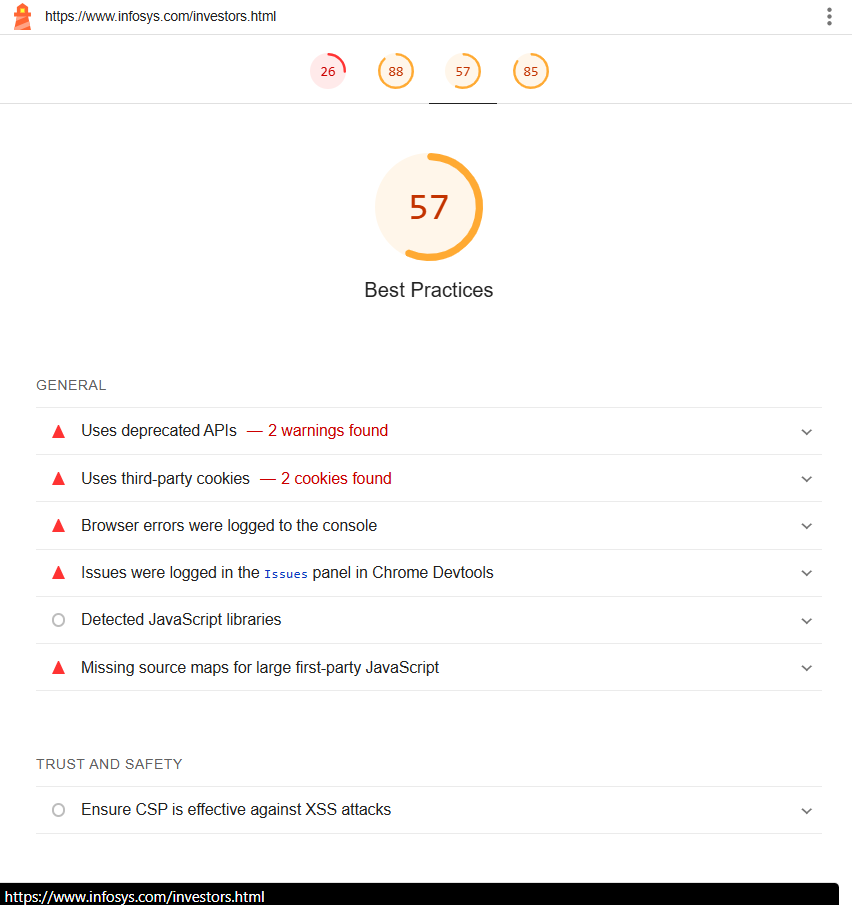 https://www.infosys.com/investors.html
26 88 57 85
57
Best Practices
GENERAL
Uses deprecated APIs — 2 warnings found
Uses third-party cookies — 2 cookies found
Browser errors were logged to the console
Issues were logged in the Issues panel in Chrome Devtools
Detected JavaScript libraries
Missing source maps for large first-party JavaScript
TRUST AND SAFETY
Ensure CSP is effective against XSS attacks
https://www.infosys.com/investors.html